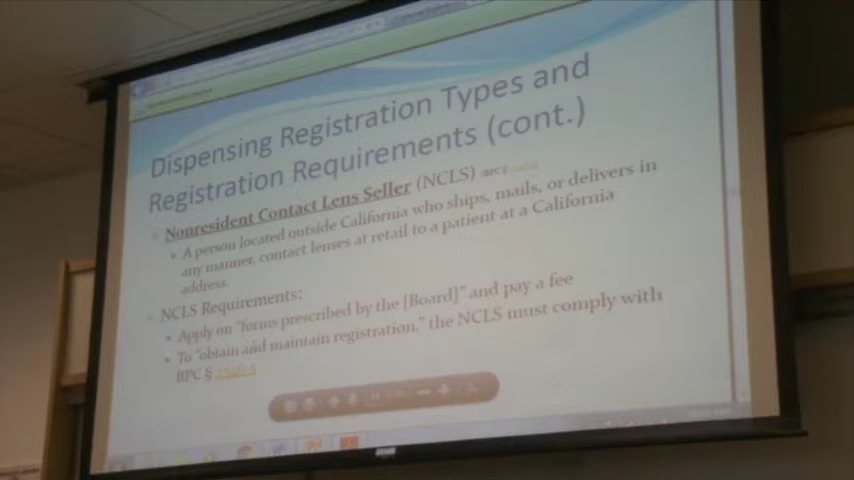 Dispensing Registration Types and
Registration Requirements (cont.)
Nonresident Contact Lens Seller (NCLS) (BPC §
A person located outside California who ships, mails, or delivers in
any manner, contact lenses at retail to a patient at a California
address.
NCLS Requirements:
Apply on "forms prescribed by the [Board]" and pay a fee
To "obtain and maintain registration," the NCLS must comply with
BPC §